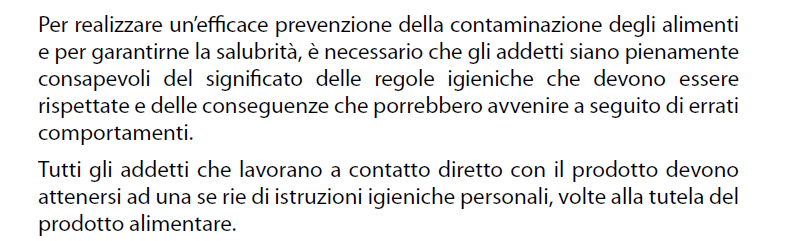 Per realizzare un’efficace prevenzione della contaminazione degli alimenti
e per garantirne la salubrità, è necessario che gli addetti siano pienamente
consapevoli del significato delle regole igieniche che devono essere
rispettate e delle conseguenze che porrebbero avvenire a seguito di errati
comportamenti.
Tutti gli addetti che lavorano a contatto diretto con il prodotto devono
attenersi ad una se rie di istruzioni igieniche personali, volte alla tutela del
prodotto alimentare.